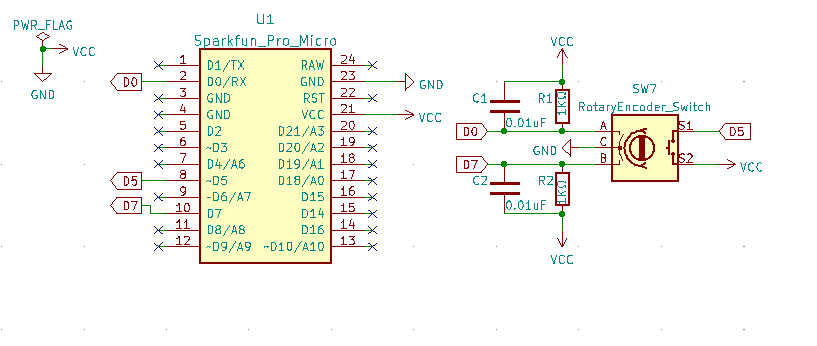 PWR_FLAG
VCC
GND
U1
Sparkfun_Pro_Micro
1 D1/TX RAW 24
D0 2 D0/RX GND 23 GND
3 GND RST 22
4 GND VCC 21 VCC
5 D2 D21/A3 20
6 ~D3 D20/A2 19
7 D4/A6 D19/A1 18
D5 8 ~D5 D18/A0 17
9 ~D6/A7 D15 16
D7 10 D7 D14 15
11 D8/A8 D16 14
12 ~D9/A9 ~D10/A10 13
VCC
C1
0.01uF
R1
1KΩ
D0
GND
D7
C2
0.01uF
R2
1KΩ
VCC
SW7
RotaryEncoder_Switch
A
C
B
S1
S2
D5
VCC